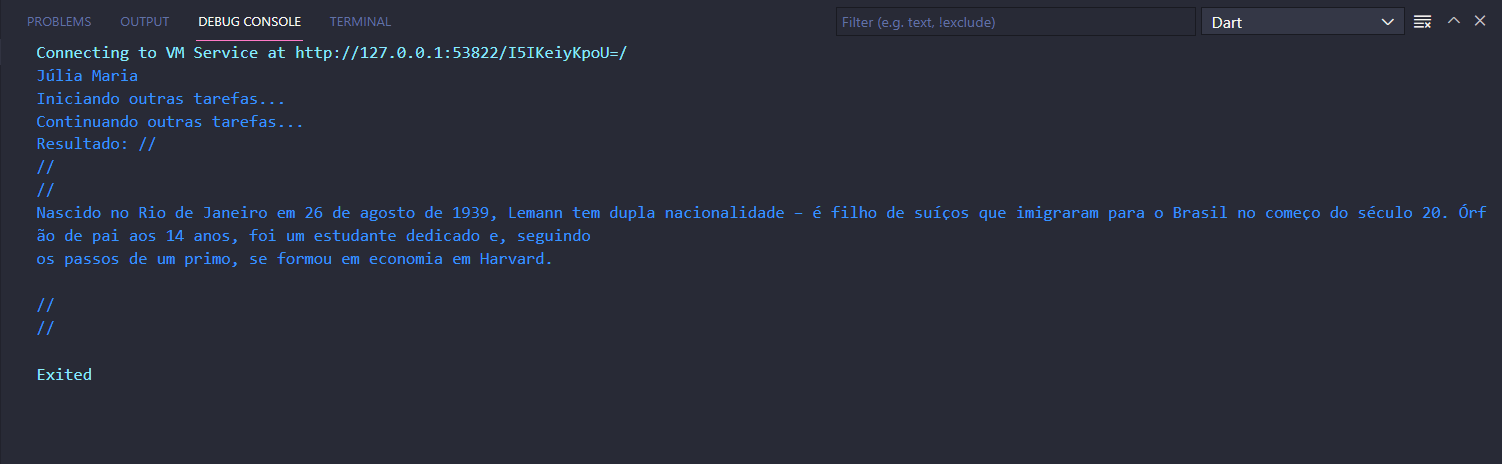 PROBLEMS OUTPUT DEBUG CONSOLE TERMINAL Filter (e.g. text, !exclude) Dart
Connecting to VM Service at http://127.0.0.1:53822/I5IKeiyKpoU=/
Júlia Maria
Iniciando outras tarefas...
Continuando outras tarefas...
Resultado: //
//
//
Nascido no Rio de Janeiro em 26 de agosto de 1939, Lemann tem dupla nacionalidade – é filho de suíços que imigraram para o Brasil no começo do século 20. Órf
ão de pai aos 14 anos, foi um estudante dedicado e, seguindo
os passos de um primo, se formou em economia em Harvard.
//
//
Exited